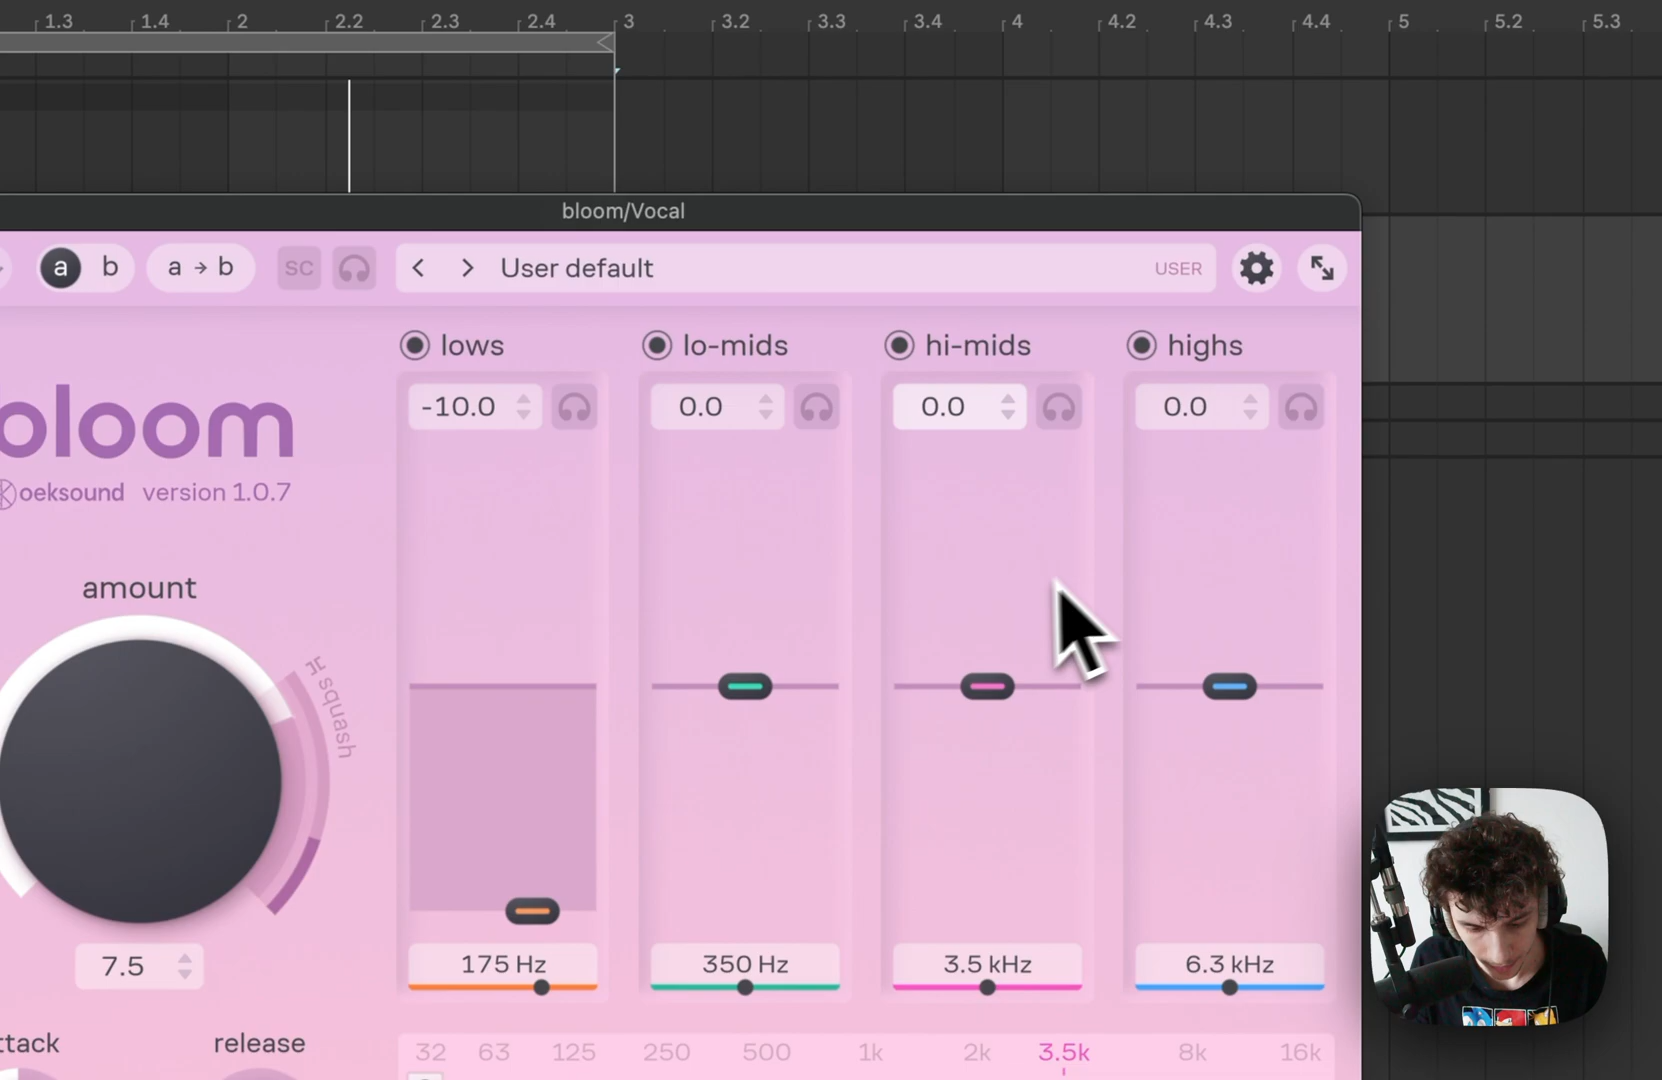 1.3 1.4 2 2.2 2.3 2.4 3 3.2 3.3 3.4 4 4.2 4.3 4.4 5 5.2 5.3
bloom/Vocal
a b a → b SC < > User default USER
lows lo-mids hi-mids highs
-10.0 0.0 0.0 0.0
bloom
oeksound version 1.0.7
amount
squash
7.5
175 Hz 350 Hz 3.5 kHz 6.3 kHz
ttack release
32 63 125 250 500 1k 2k 3.5k 8k 16k